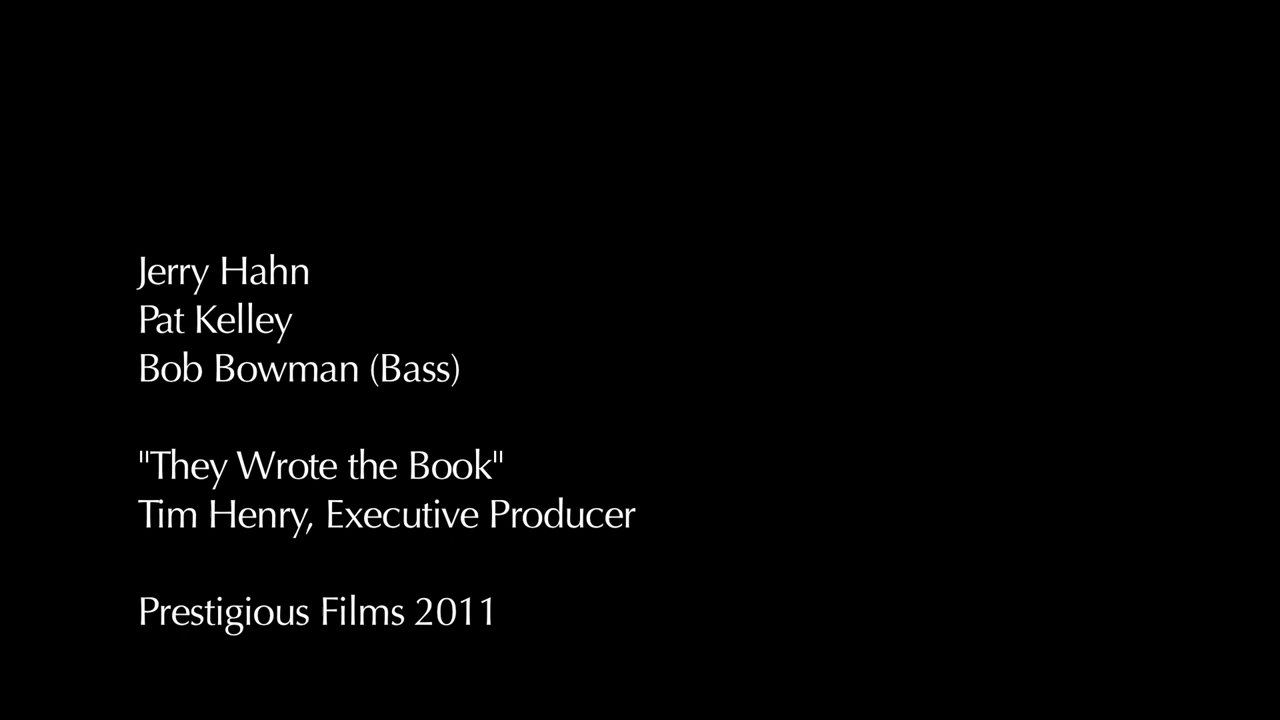 Jerry Hahn
Pat Kelley
Bob Bowman (Bass)
"They Wrote the Book"
Tim Henry, Executive Producer
Prestigious Films 2011